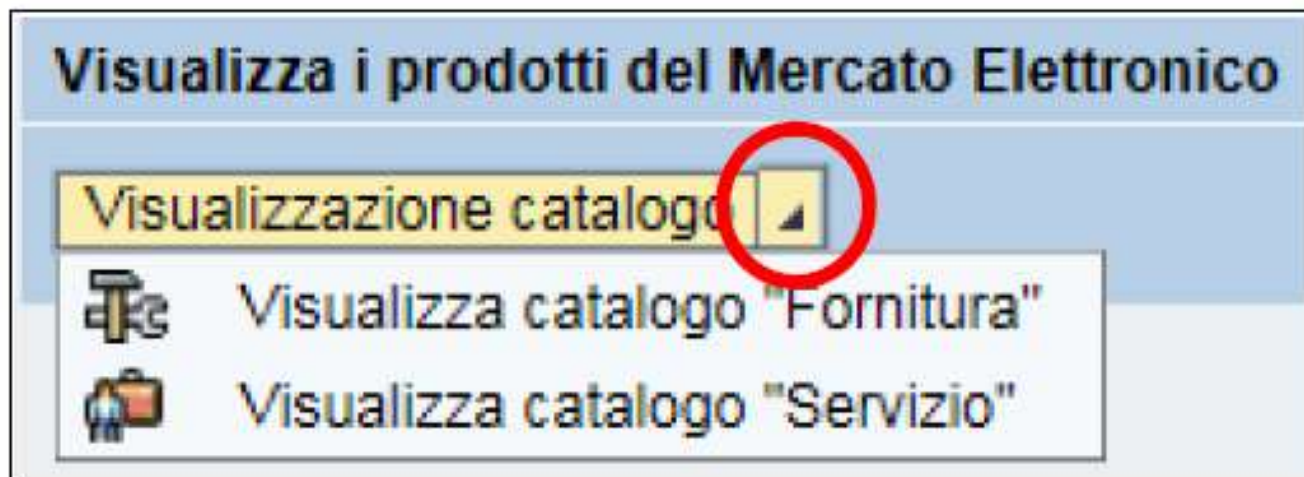 Visualizza i prodotti del Mercato Elettronico
Visualizzazione catalogo
Visualizza catalogo "Fornitura"
Visualizza catalogo "Servizio"